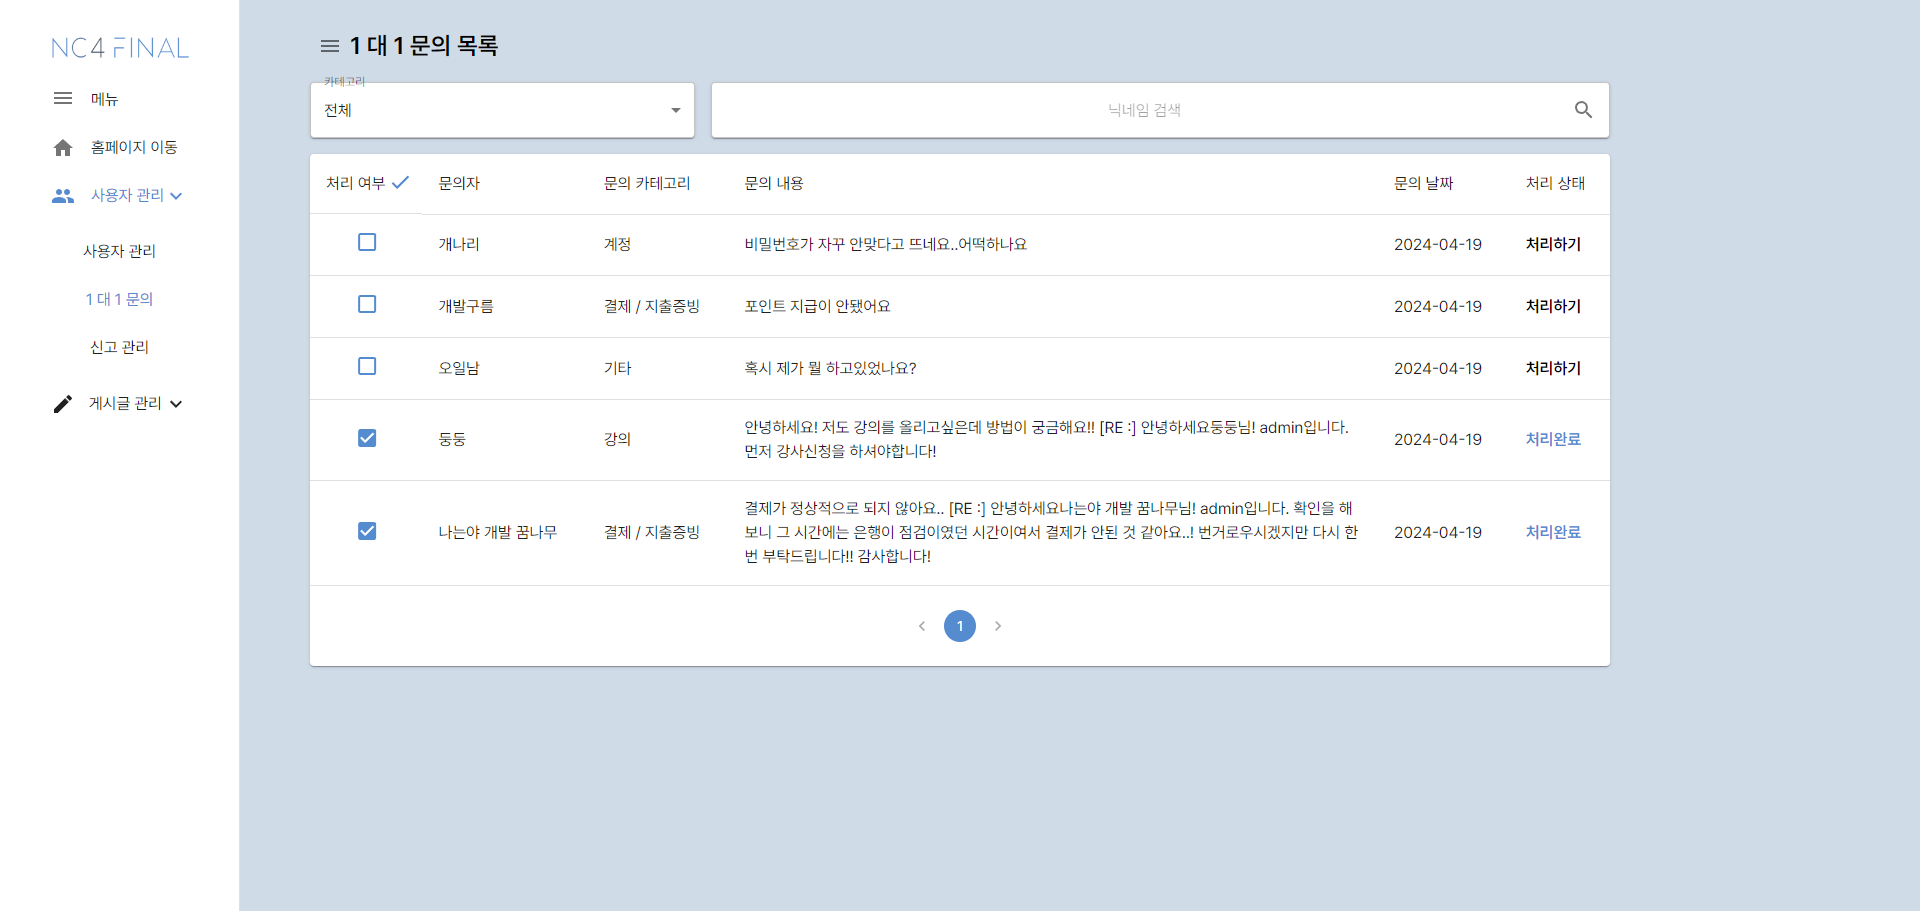 NC4 FINAL
메뉴
홈페이지 이동
사용자 관리
사용자 관리
1 대 1 문의
신고 관리
게시글 관리
1 대 1 문의 목록
카테고리
전체
닉네임 검색
처리 여부 문의자 문의 카테고리 문의 내용 문의 날짜 처리 상태
개나리 계정 비밀번호가 자꾸 안맞다고 뜨네요..어떡하나요 2024-04-19 처리하기
개발구름 결제 / 지출증빙 포인트 지급이 안됐어요 2024-04-19 처리하기
오일남 기타 혹시 제가 뭘 하고있었나요? 2024-04-19 처리하기
둥둥 강의 안녕하세요! 저도 강의를 올리고싶은데 방법이 궁금해요!! [RE :] 안녕하세요둥둥님! admin입니다. 2024-04-19 처리완료
먼저 강사신청을 하셔야합니다!
결제가 정상적으로 되지 않아요.. [RE :] 안녕하세요나는야 개발 꿈나무님! admin입니다. 확인을 해
나는야 개발 꿈나무 결제 / 지출증빙 보니 그 시간에는 은행이 점검이였던 시간이여서 결제가 안된 것 같아요..! 번거로우시겠지만 다시 한 2024-04-19 처리완료
번 부탁드립니다!! 감사합니다!
1